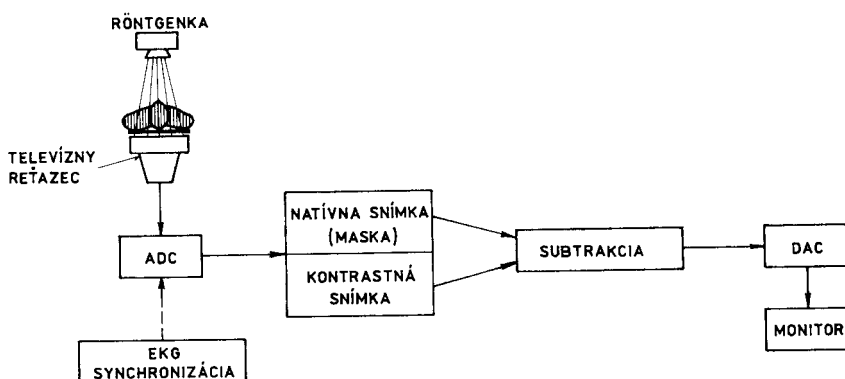 RÖNTGENKA
TELEVÍZNY
REŤAZEC
ADC
NATÍVNA SNÍMKA
(MASKA)
KONTRASTNÁ
SNÍMKA
SUBTRAKCIA
DAC
MONITOR
EKG
SYNCHRONIZÁCIA